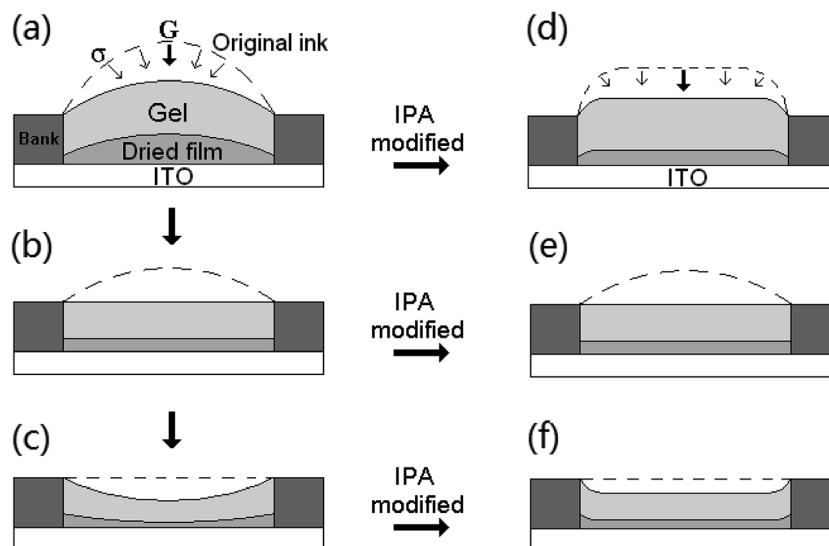 (a)
G
σ
Original ink
Gel
Bank
Dried film
ITO
IPA
modified
(d)
ITO
(b)
IPA
modified
(e)
(c)
IPA
modified
(f)